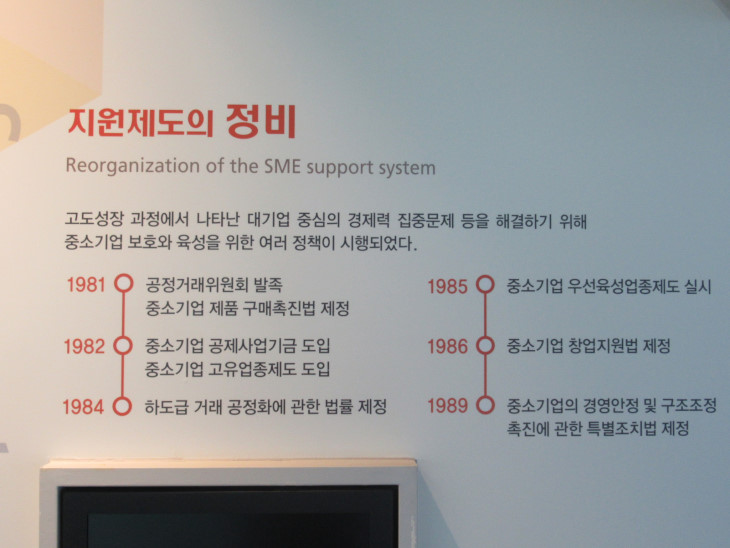 지원제도의 정비
Reorganization of the SME support system
고도성장 과정에서 나타난 대기업 중심의 경제력 집중문제 등을 해결하기 위해
중소기업 보호와 육성을 위한 여러 정책이 시행되었다.
1981 공정거래위원회 발족
중소기업 제품 구매촉진법 제정
1982 중소기업 공제사업기금 도입
중소기업 고유업종제도 도입
1984 하도급 거래 공정화에 관한 법률 제정
1985 중소기업 우선육성업종제도 실시
1986 중소기업 창업지원법 제정
1989 중소기업의 경영안정 및 구조조정
촉진에 관한 특별조치법 제정